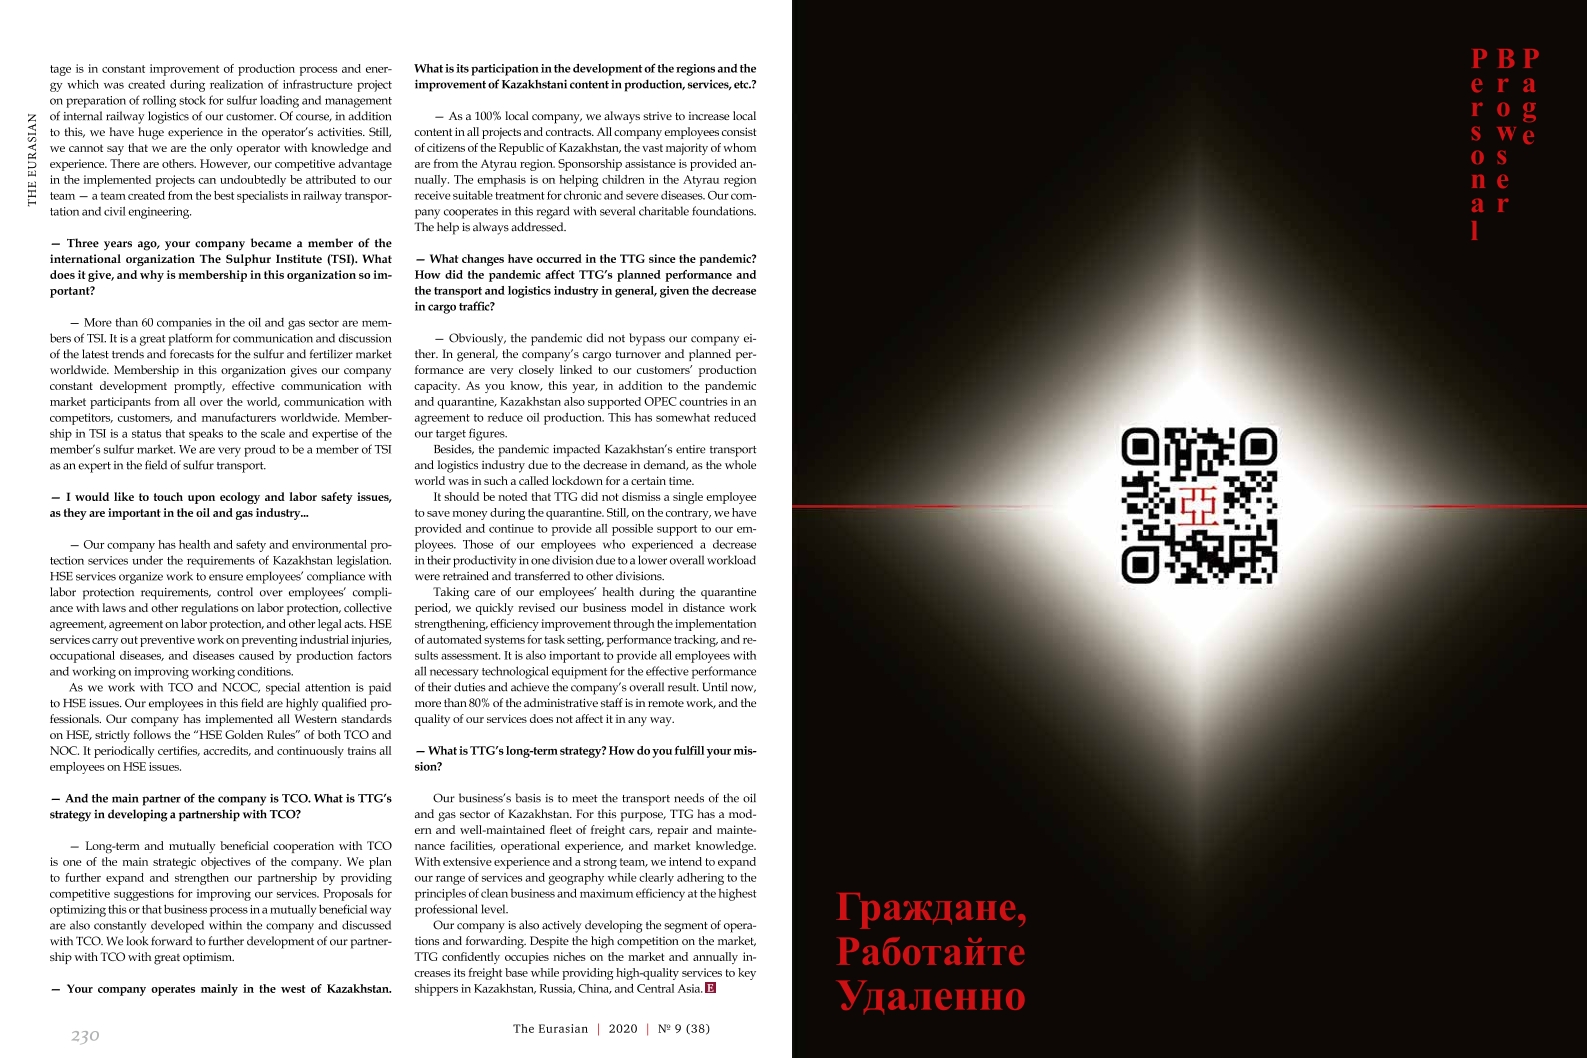 THE EURASIAN
tage is in constant improvement of production process and ener-
gy which was created during realization of infrastructure project
on preparation of rolling stock for sulfur loading and management
of internal railway logistics of our customer. Of course, in addition
to this, we have huge experience in the operator’s activities. Still,
we cannot say that we are the only operator with knowledge and
experience. There are others. However, our competitive advantage
in the implemented projects can undoubtedly be attributed to our
team — a team created from the best specialists in railway transpor-
tation and civil engineering.
— Three years ago, your company became a member of the
international organization The Sulphur Institute (TSI). What
does it give, and why is membership in this organization so im-
portant?
— More than 60 companies in the oil and gas sector are mem-
bers of TSI. It is a great platform for communication and discussion
of the latest trends and forecasts for the sulfur and fertilizer market
worldwide. Membership in this organization gives our company
constant development promptly, effective communication with
market participants from all over the world, communication with
competitors, customers, and manufacturers worldwide. Member-
ship in TSI is a status that speaks to the scale and expertise of the
member’s sulfur market. We are very proud to be a member of TSI
as an expert in the field of sulfur transport.
— I would like to touch upon ecology and labor safety issues,
as they are important in the oil and gas industry...
— Our company has health and safety and environmental pro-
tection services under the requirements of Kazakhstan legislation.
HSE services organize work to ensure employees’ compliance with
labor protection requirements, control over employees’ compli-
ance with laws and other regulations on labor protection, collective
agreement, agreement on labor protection, and other legal acts. HSE
services carry out preventive work on preventing industrial injuries,
occupational diseases, and diseases caused by production factors
and working on improving working conditions.
As we work with TCO and NCOC, special attention is paid
to HSE issues. Our employees in this field are highly qualified pro-
fessionals. Our company has implemented all Western standards
on HSE, strictly follows the “HSE Golden Rules” of both TCO and
NOC. It periodically certifies, accredits, and continuously trains all
employees on HSE issues.
— And the main partner of the company is TCO. What is TTG’s
strategy in developing a partnership with TCO?
— Long-term and mutually beneficial cooperation with TCO
is one of the main strategic objectives of the company. We plan
to further expand and strengthen our partnership by providing
competitive suggestions for improving our services. Proposals for
optimizing this or that business process in a mutually beneficial way
are also constantly developed within the company and discussed
with TCO. We look forward to further development of our partner-
ship with TCO with great optimism.
— Your company operates mainly in the west of Kazakhstan.
What is its participation in the development of the regions and the
improvement of Kazakhstani content in production, services, etc.?
— As a 100% local company, we always strive to increase local
content in all projects and contracts. All company employees consist
of citizens of the Republic of Kazakhstan, the vast majority of whom
are from the Atyrau region. Sponsorship assistance is provided an-
nually. The emphasis is on helping children in the Atyrau region
receive suitable treatment for chronic and severe diseases. Our com-
pany cooperates in this regard with several charitable foundations.
The help is always addressed.
— What changes have occurred in the TTG since the pandemic?
How did the pandemic affect TTG’s planned performance and
the transport and logistics industry in general, given the decrease
in cargo traffic?
— Obviously, the pandemic did not bypass our company ei-
ther. In general, the company’s cargo turnover and planned per-
formance are very closely linked to our customers’ production
capacity. As you know, this year, in addition to the pandemic
and quarantine, Kazakhstan also supported OPEC countries in an
agreement to reduce oil production. This has somewhat reduced
our target figures.
Besides, the pandemic impacted Kazakhstan’s entire transport
and logistics industry due to the decrease in demand, as the whole
world was in such a called lockdown for a certain time.
It should be noted that TTG did not dismiss a single employee
to save money during the quarantine. Still, on the contrary, we have
provided and continue to provide all possible support to our em-
ployees. Those of our employees who experienced a decrease
in their productivity in one division due to a lower overall workload
were retrained and transferred to other divisions.
Taking care of our employees’ health during the quarantine
period, we quickly revised our business model in distance work
strengthening, efficiency improvement through the implementation
of automated systems for task setting, performance tracking, and re-
sults assessment. It is also important to provide all employees with
all necessary technological equipment for the effective performance
of their duties and achieve the company’s overall result. Until now,
more than 80% of the administrative staff is in remote work, and the
quality of our services does not affect it in any way.
— What is TTG’s long-term strategy? How do you fulfill your mis-
sion?
Our business’s basis is to meet the transport needs of the oil
and gas sector of Kazakhstan. For this purpose, TTG has a mod-
ern and well-maintained fleet of freight cars, repair and mainte-
nance facilities, operational experience, and market knowledge.
With extensive experience and a strong team, we intend to expand
our range of services and geography while clearly adhering to the
principles of clean business and maximum efficiency at the highest
professional level.
Our company is also actively developing the segment of opera-
tions and forwarding. Despite the high competition on the market,
TTG confidently occupies niches on the market and annually in-
creases its freight base while providing high-quality services to key
shippers in Kazakhstan, Russia, China, and Central Asia. E
230
The Eurasian | 2020 | № 9 (38)
Personal
Browser
Page
亞
Граждане,
Работайте
Удаленно